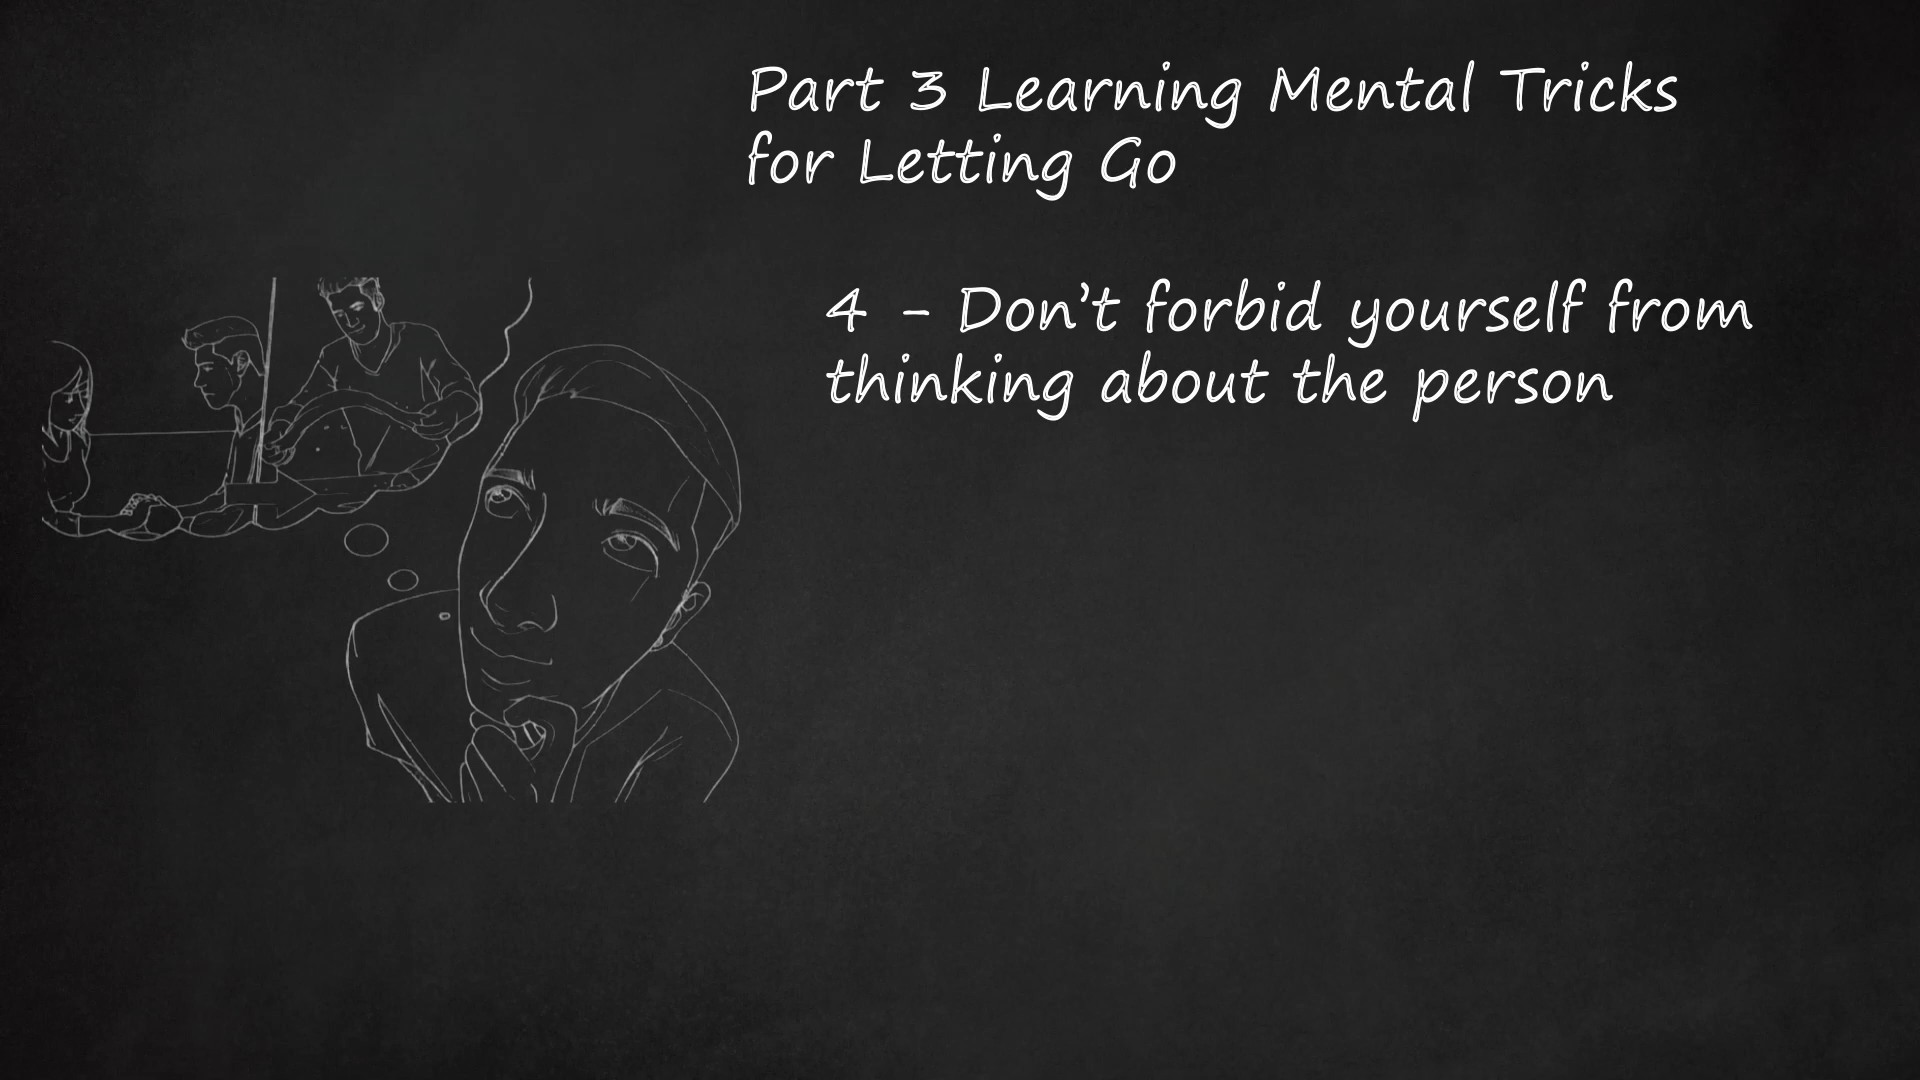 Part 3 Learning Mental Tricks
for Letting Go
4 - Don’t forbid yourself from
thinking about the person